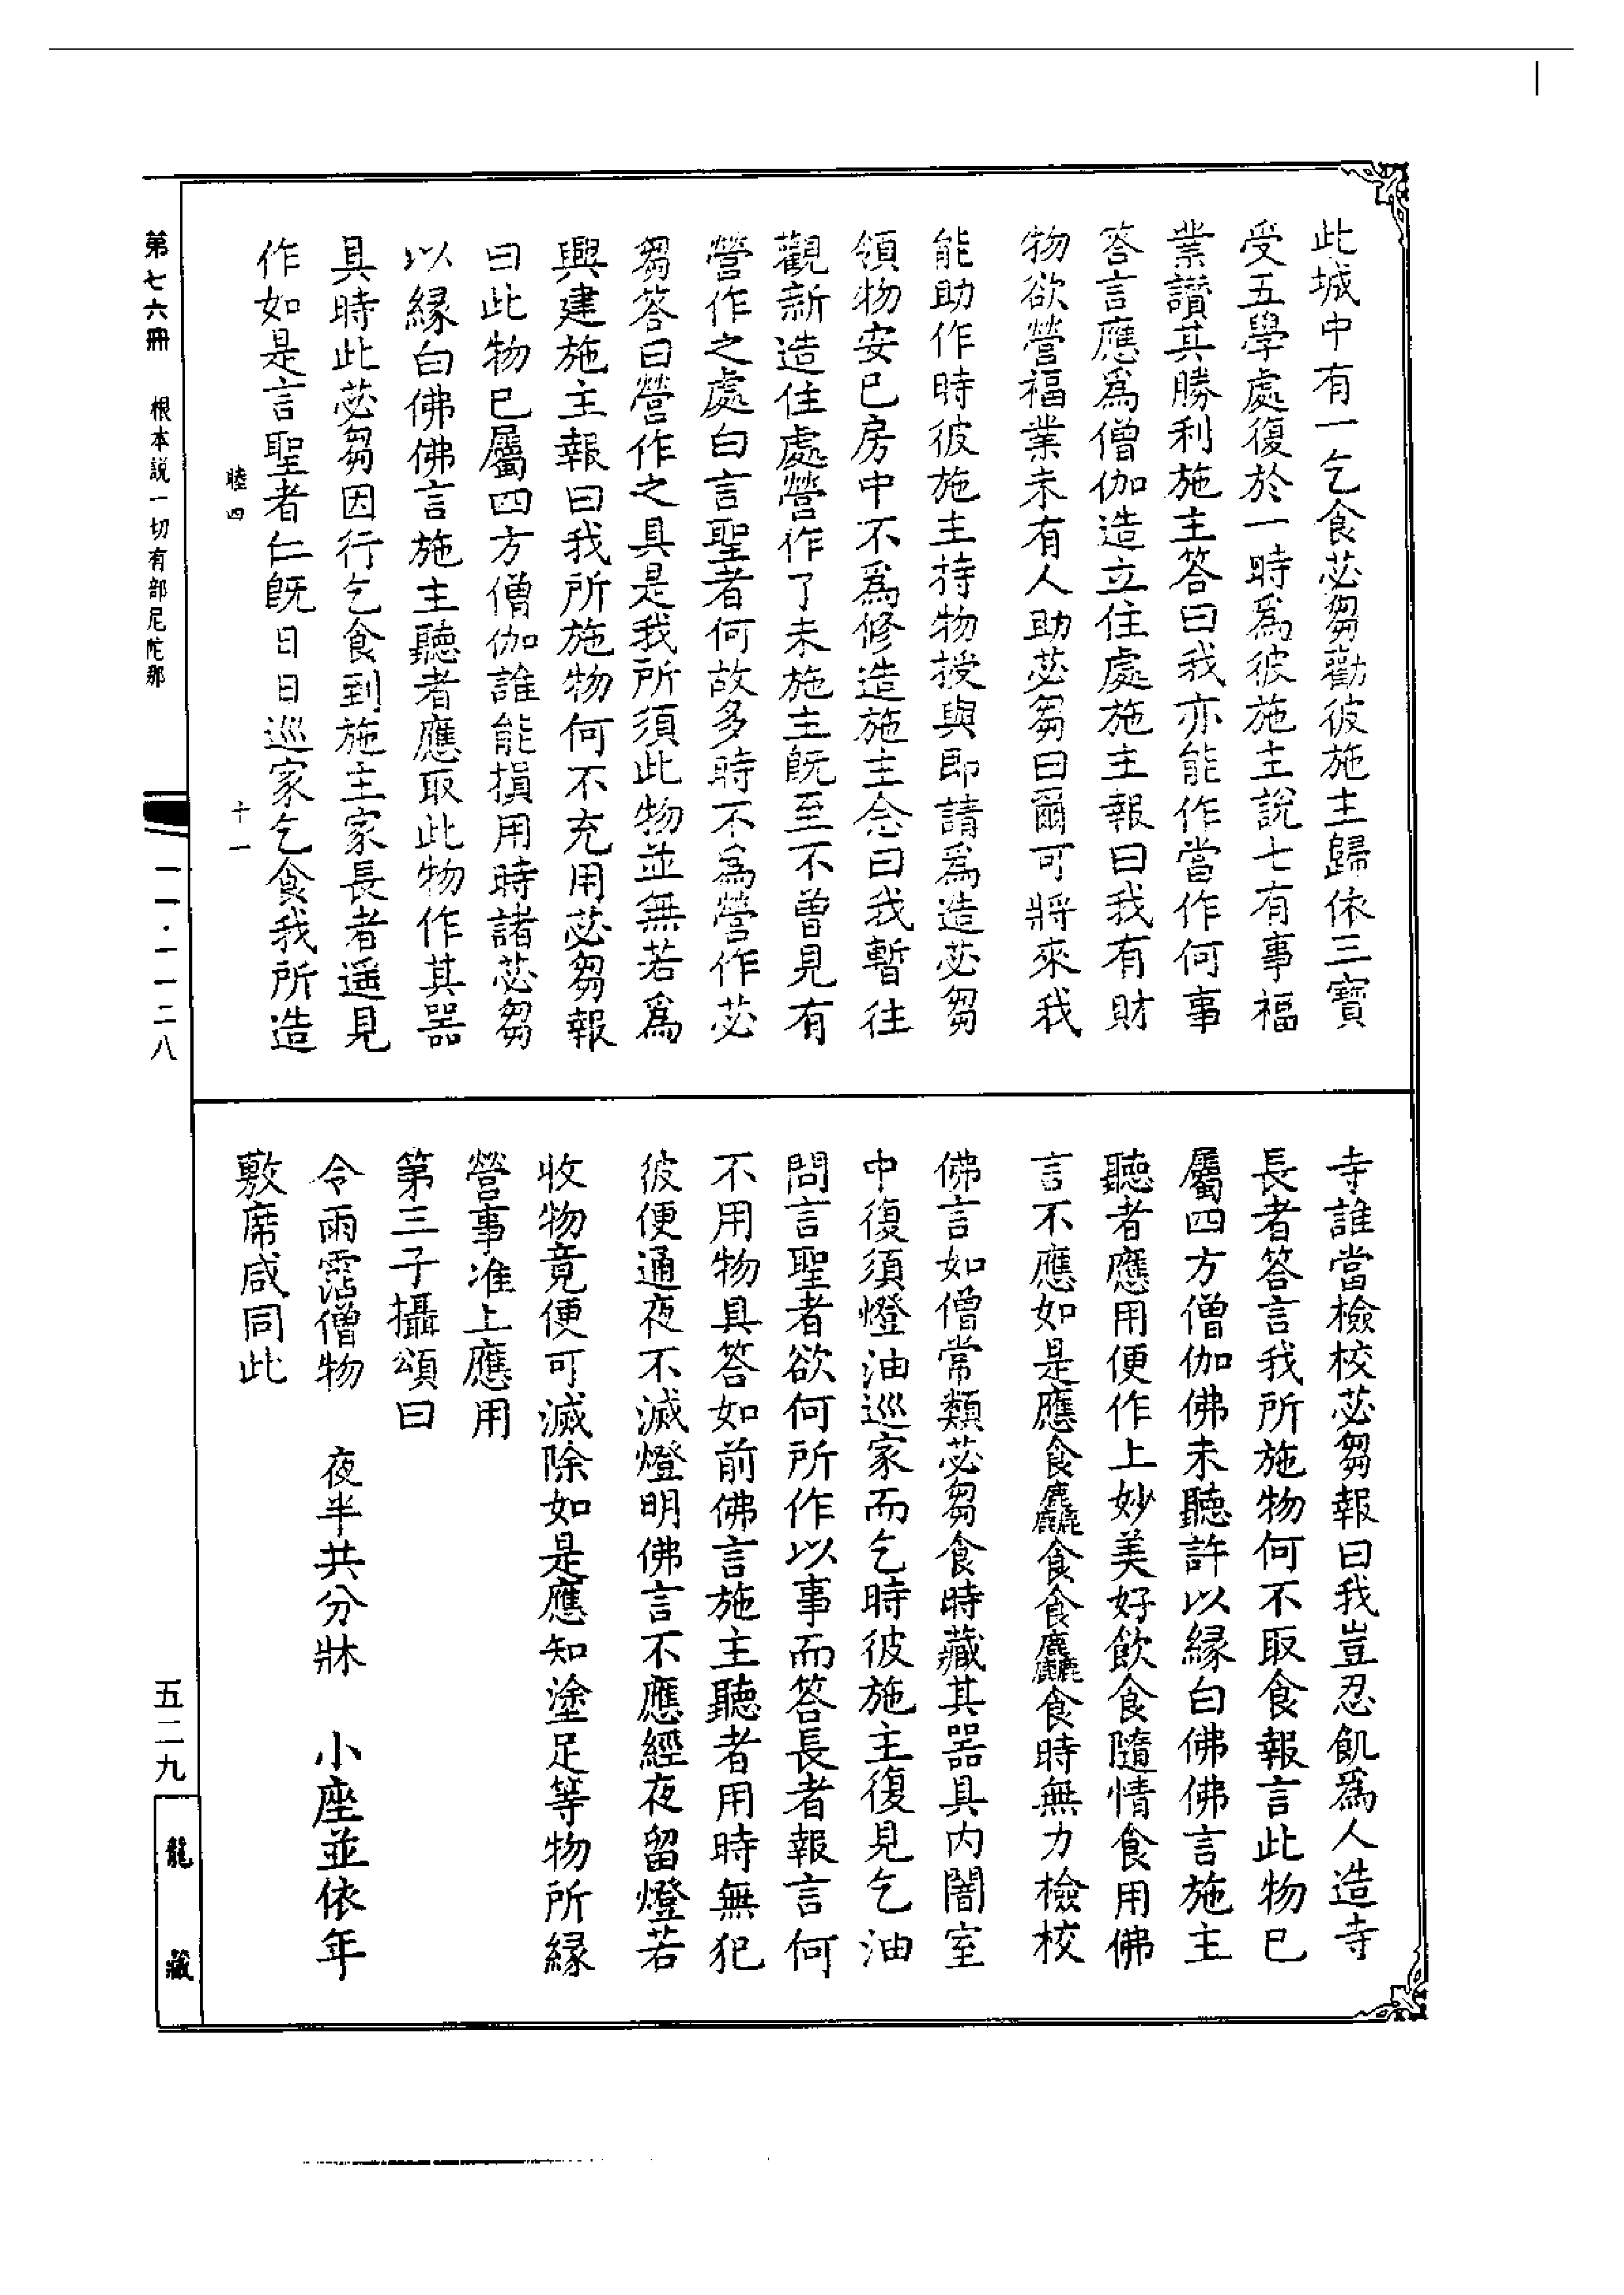 此城中有一乞食苾芻勸彼施主歸依三寶
受五學處復於一時爲彼施主說七有事福
業讚其勝利施主答曰我亦能作當作何事
答言應爲僧伽造立住處施主報曰我有財
物欲營福業未有人助苾芻曰爾可將來我
能助作時彼施主持物授與即請爲造苾芻
領物安已房中不爲修造施主念曰我暫往
觀新造住處營作了未施主既至不曾見有
營作之處白言聖者何故多時不爲營作苾
芻答曰營作之具是我所須此物並無若爲
興建施主報曰我所施物何不充用苾芻報
曰此物已屬四方僧伽誰能損用時諸苾芻
以緣白佛佛言施主聽者應取此物作其器
具時此苾芻因行乞食到施主家長者遥見
作如是言聖者仁既日日巡家乞食我所造
寺誰當檢校苾芻報曰我豈忍飢爲人造寺
長者答言我所施物何不取食報言此物已
屬四方僧伽佛未聽許以緣白佛佛言施主
聽者應用便作上妙美好飲食隨情食用佛
言不應如是應食麤食食麤食時無力檢校
佛言如僧常類苾芻食時藏其器具内闇室
中復須燈油巡家而乞時彼施主復見乞油
問言聖者欲何所作以事而答長者報言何
不用物具答如前佛言施主聽者用時無犯
彼便通夜不滅燈明佛言不應經夜留燈若
收物竟便可滅除如是應知塗足等物所緣
營事准上應用
第三子攝頌曰
令雨霑僧物 夜半共分牀 小座並依年
敷席咸同此
睦四 十一
第七六冊 根本說一切有部尼陀那 一一·一一二八 五二九
龍藏